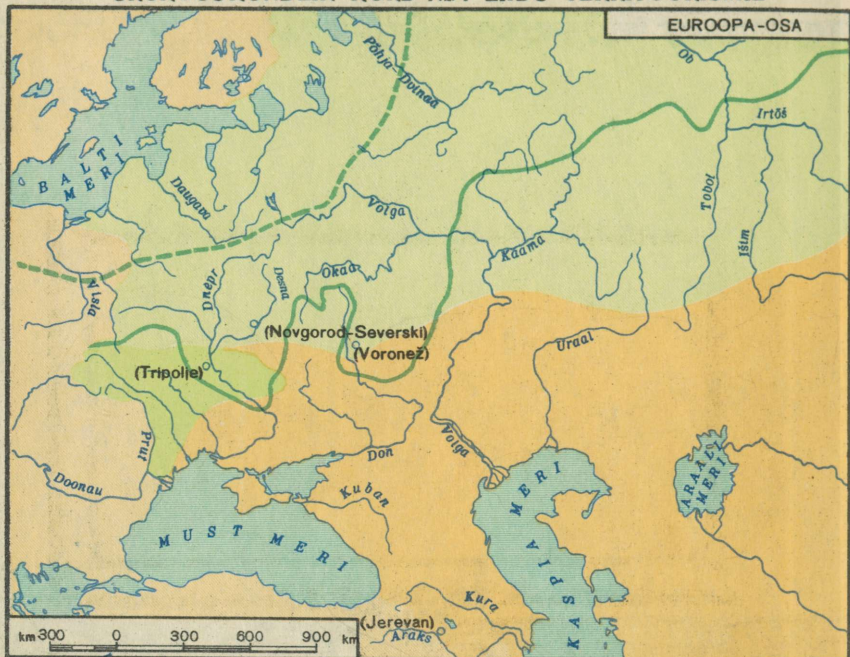 EUROOPA-OSA
Põhja-Dvinaa
Ob
Irtõš
BALTI
MERI
Daugava
Volga
Tobol
Išim
Kaama
Okaa
Visla
Dnepr
Desna
(Novgorod-Severski)
(Voronež)
Uraal
(Tripolje)
Prut
Doonau
Don
Volga
Kuban
ARAALI
MERI
MUST MERI
KASPIA MERI
Kura
(Jerevan)
Araks
km 300 0 300 600 900 km